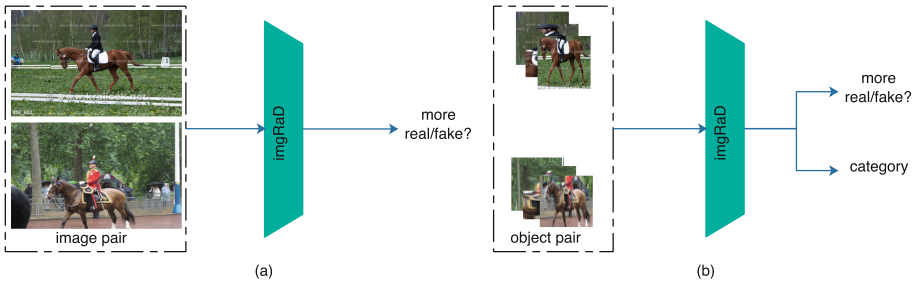 image pair
imgRaD
more
real/fake?
(a)
object pair
imgRaD
more
real/fake?
category
(b)